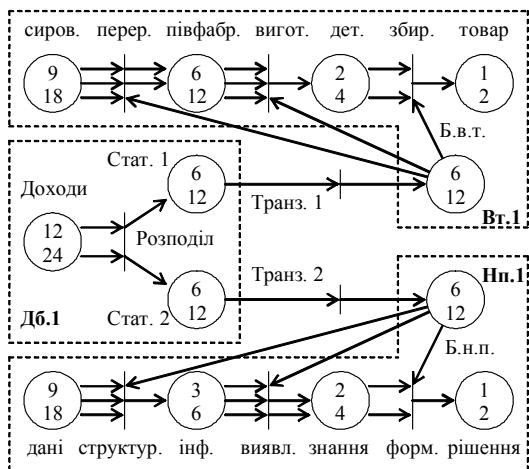 сиров. перер. півфабр. вигот. дет. збир. товар
9 6 2 1
18 12 4 2
Б.в.т.
Стат. 1
6 6
12 12
Вт.1
Транз. 1
Доходи
12
24
Розподіл
Транз. 2
6 6
12 12
Нп.1
Дб.1
Стат. 2
Б.н.п.
9 3 2 1
18 6 4 2
дані структур. інф. виявл. знання форм. рішення